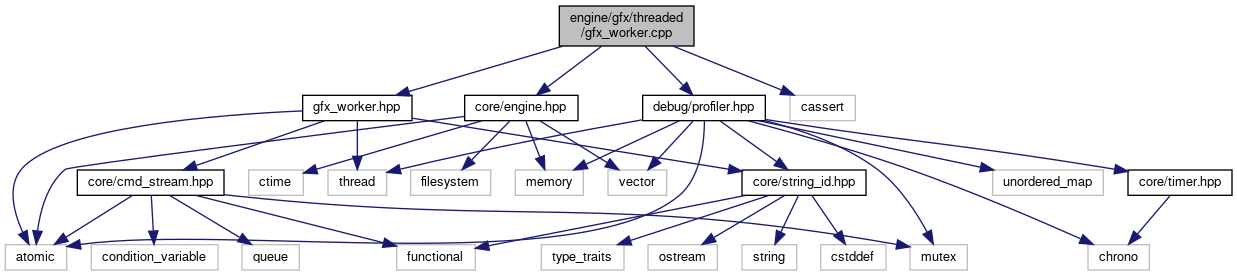 engine/gfx/threaded
/gfx_worker.cpp
gfx_worker.hpp
core/engine.hpp
debug/profiler.hpp
cassert
core/cmd_stream.hpp
ctime
thread
filesystem
memory
vector
core/string_id.hpp
unordered_map
core/timer.hpp
atomic
condition_variable
queue
functional
type_traits
ostream
string
cstddef
mutex
chrono